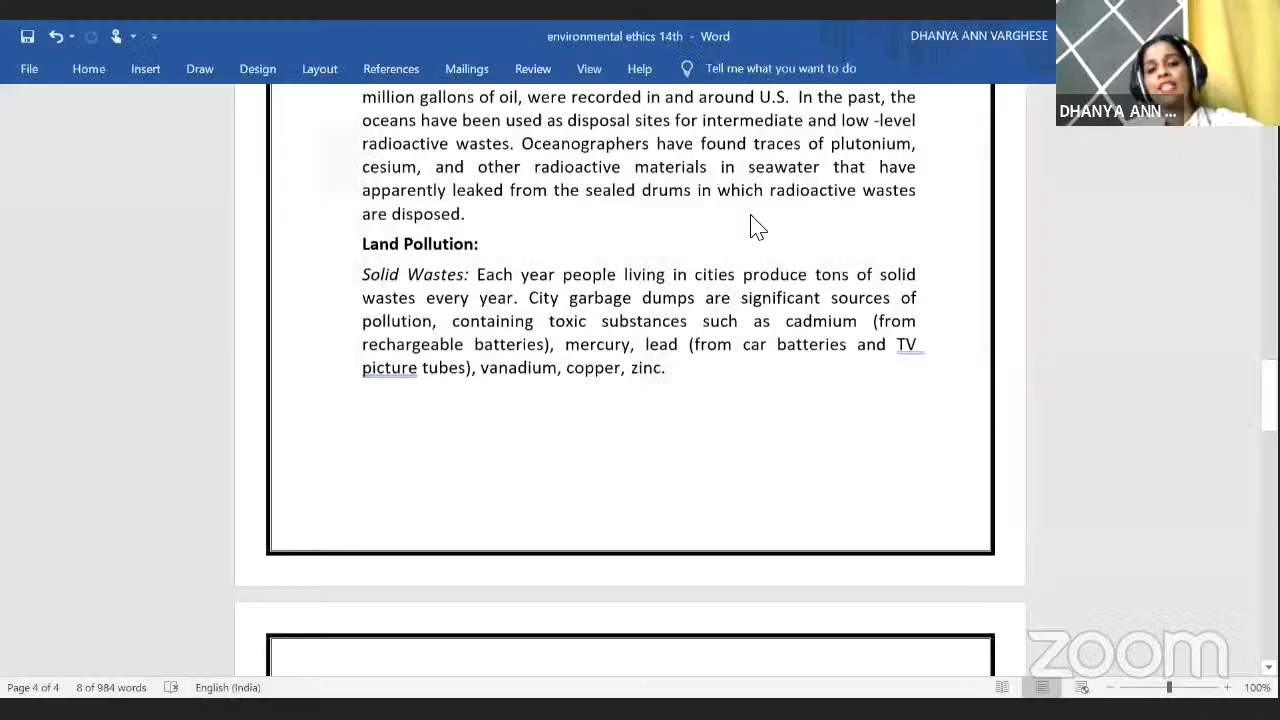 environmental ethics 14th - Word
DHANYA ANN VARGHESE
File Home Insert Draw Design Layout References Mailings Review View Help Tell me what you want to do
DHANYA ANN ...
million gallons of oil, were recorded in and around U.S. In the past, the
oceans have been used as disposal sites for intermediate and low -level
radioactive wastes. Oceanographers have found traces of plutonium,
cesium, and other radioactive materials in seawater that have
apparently leaked from the sealed drums in which radioactive wastes
are disposed.
Land Pollution:
Solid Wastes: Each year people living in cities produce tons of solid
wastes every year. City garbage dumps are significant sources of
pollution, containing toxic substances such as cadmium (from
rechargeable batteries), mercury, lead (from car batteries and TV
picture tubes), vanadium, copper, zinc.
zoom
Page 4 of 4 8 of 984 words English (India) 100%